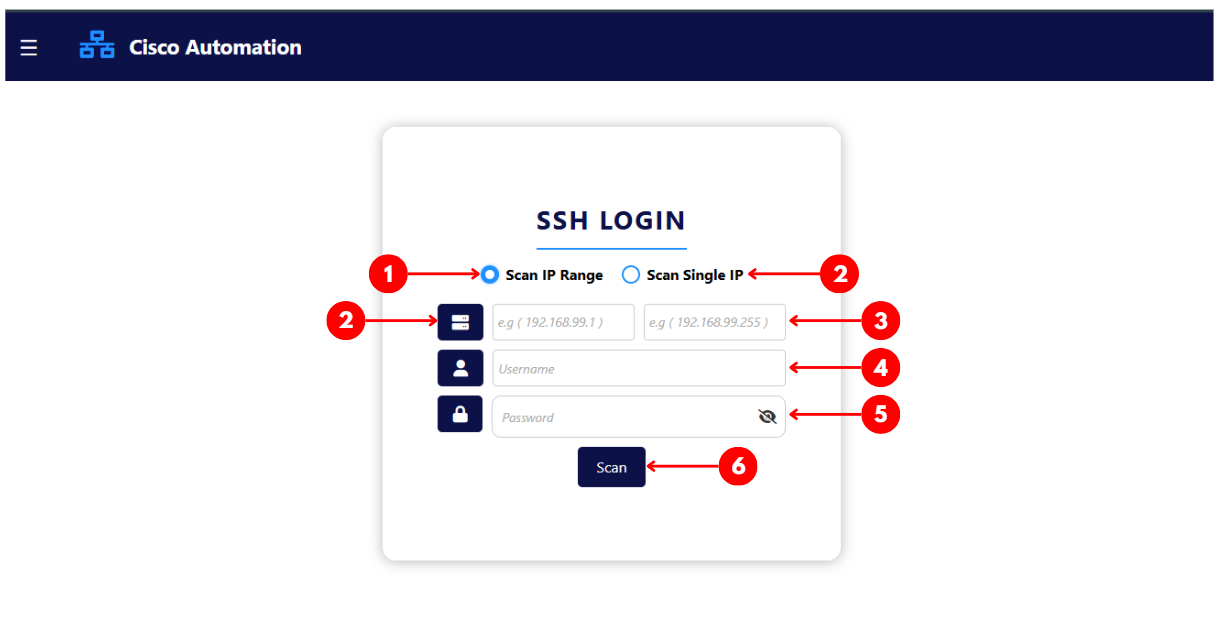 Cisco Automation
SSH LOGIN
1 Scan IP Range Scan Single IP 2
2 e.g ( 192.168.99.1 ) e.g ( 192.168.99.255 ) 3
Username 4
Password 5
Scan 6